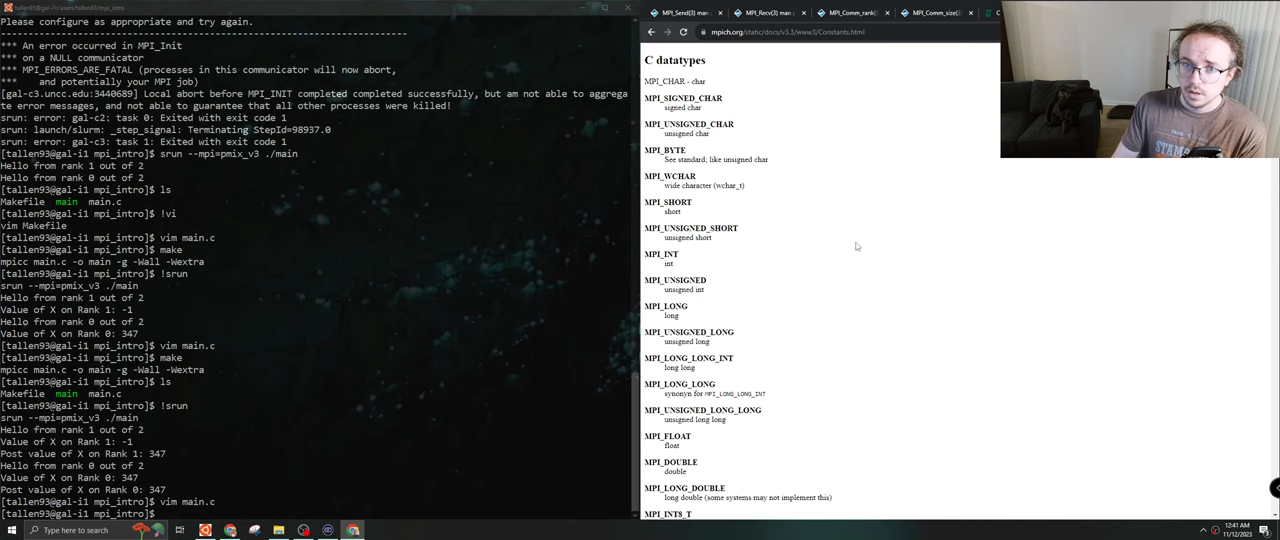 tallen93@gal-i1:/users/tallen93/mpi_intro
Please configure as appropriate and try again.
--------------------------------------------------------------------------
*** An error occurred in MPI_Init
*** on a NULL communicator
*** MPI_ERRORS_ARE_FATAL (processes in this communicator will now abort,
***    and potentially your MPI job)
[gal-c3.uncc.edu:3440689] Local abort before MPI_INIT completed completed successfully, but am not able to aggrega
te error messages, and not able to guarantee that all other processes were killed!
srun: error: gal-c2: task 0: Exited with exit code 1
srun: launch/slurm: _step_signal: Terminating StepId=98937.0
srun: error: gal-c3: task 1: Exited with exit code 1
[tallen93@gal-i1 mpi_intro]$ srun --mpi=pmix_v3 ./main
Hello from rank 1 out of 2
Hello from rank 0 out of 2
[tallen93@gal-i1 mpi_intro]$ ls
Makefile  main  main.c
[tallen93@gal-i1 mpi_intro]$ !vi
vim Makefile
[tallen93@gal-i1 mpi_intro]$ vim main.c
[tallen93@gal-i1 mpi_intro]$ make
mpicc main.c -o main -g -Wall -Wextra
[tallen93@gal-i1 mpi_intro]$ !srun
srun --mpi=pmix_v3 ./main
Hello from rank 1 out of 2
Value of X on Rank 1: -1
Hello from rank 0 out of 2
Value of X on Rank 0: 347
[tallen93@gal-i1 mpi_intro]$ vim main.c
[tallen93@gal-i1 mpi_intro]$ make
mpicc main.c -o main -g -Wall -Wextra
[tallen93@gal-i1 mpi_intro]$ ls
Makefile  main  main.c
[tallen93@gal-i1 mpi_intro]$ !srun
srun --mpi=pmix_v3 ./main
Hello from rank 1 out of 2
Value of X on Rank 1: -1
Post value of X on Rank 1: 347
Hello from rank 0 out of 2
Value of X on Rank 0: 347
Post value of X on Rank 0: 347
[tallen93@gal-i1 mpi_intro]$ vim main.c
[tallen93@gal-i1 mpi_intro]$
MPI_Send(3) man MPI_Recv(3) man MPI_Comm_rank( MPI_Comm_size(3
mpich.org/static/docs/v3.3/www3/Constants.html
C datatypes
MPI_CHAR - char
MPI_SIGNED_CHAR
signed char
MPI_UNSIGNED_CHAR
unsigned char
MPI_BYTE
See standard; like unsigned char
MPI_WCHAR
wide character (wchar_t)
MPI_SHORT
short
MPI_UNSIGNED_SHORT
unsigned short
MPI_INT
int
MPI_UNSIGNED
unsigned int
MPI_LONG
long
MPI_UNSIGNED_LONG
unsigned long
MPI_LONG_LONG_INT
long long
MPI_LONG_LONG
synonyn for MPI_LONG_LONG_INT
MPI_UNSIGNED_LONG_LONG
unsigned long long
MPI_FLOAT
float
MPI_DOUBLE
double
MPI_LONG_DOUBLE
long double (some systems may not implement this)
MPI_INT8_T
Type here to search
12:41 AM
11/12/2023